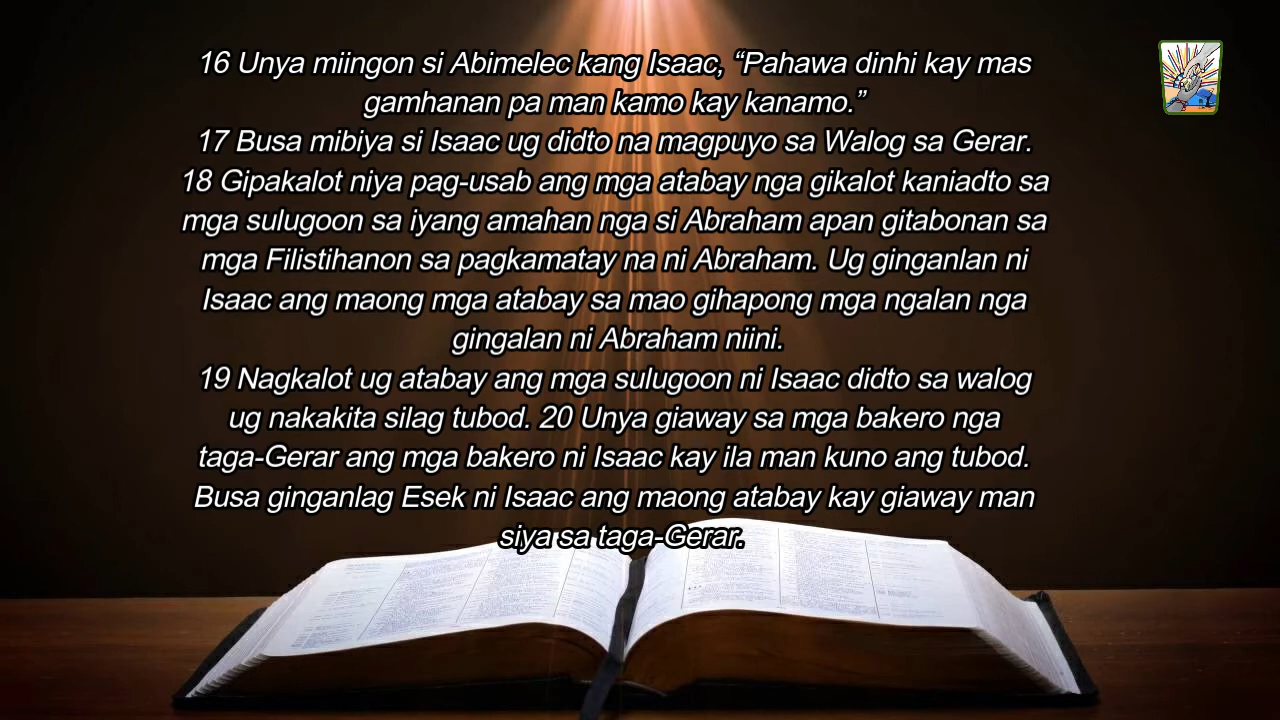 16 Unya miingon si Abimelec kang Isaac, “Pahawa dinhi kay mas
gamhanan pa man kamo kay kanamo.”
17 Busa mibiya si Isaac ug didto na magpuyo sa Walog sa Gerar.
18 Gipakalot niya pag-usab ang mga atabay nga gikalot kaniadto sa
mga sulugoon sa iyang amahan nga si Abraham apan gitabonan sa
mga Filistihanon sa pagkamatay na ni Abraham. Ug ginganlan ni
Isaac ang maong mga atabay sa mao gihapong mga ngalan nga
gingalan ni Abraham niini.
19 Nagkalot ug atabay ang mga sulugoon ni Isaac didto sa walog
ug nakakita silag tubod. 20 Unya giaway sa mga bakero nga
taga-Gerar ang mga bakero ni Isaac kay ila man kuno ang tubod.
Busa ginganlag Esek ni Isaac ang maong atabay kay giaway man
siya sa taga-Gerar.